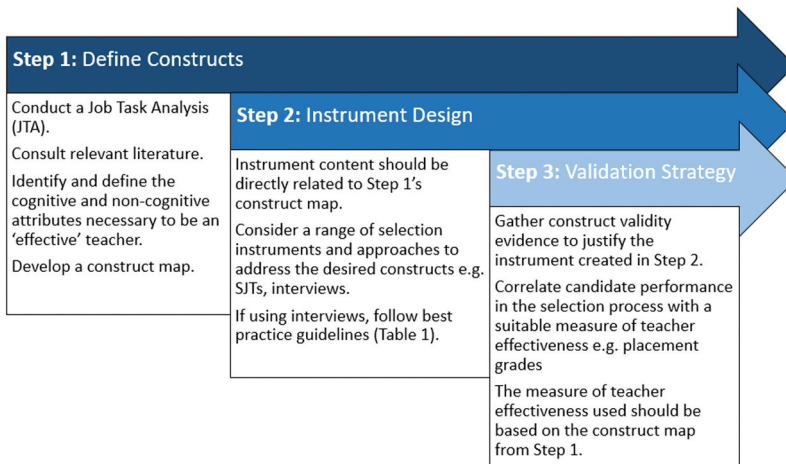 Step 1: Define Constructs
Conduct a Job Task Analysis
(JTA).
Consult relevant literature.
Identify and define the
cognitive and non-cognitive
attributes necessary to be an
‘effective’ teacher.
Develop a construct map.
Step 2: Instrument Design
Instrument content should be
directly related to Step 1’s
construct map.
Consider a range of selection
instruments and approaches to
address the desired constructs e.g.
SJTs, interviews.
If using interviews, follow best
practice guidelines (Table 1).
Step 3: Validation Strategy
Gather construct validity
evidence to justify the
instrument created in Step 2.
Correlate candidate performance
in the selection process with a
suitable measure of teacher
effectiveness e.g. placement
grades
The measure of teacher
effectiveness used should be
based on the construct map
from Step 1.